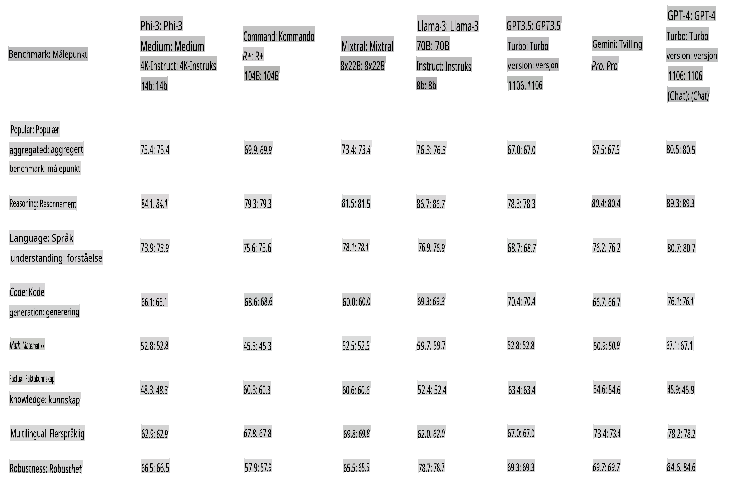 Benchmark: Målepunkt
Phi-3: Phi-3
Medium: Medium
4K-Instruct: 4K-Instruks
14b: 14b
Command: Kommando
R+: R+
104B: 104B
Mixtral: Mixtral
8x22B: 8x22B
Llama-3: Llama-3
70B: 70B
Instruct: Instruks
8b: 8b
GPT3.5: GPT3.5
Turbo: Turbo
version: versjon
1106: 1106
Gemini: Tvilling
Pro: Pro
GPT-4: GPT-4
Turbo: Turbo
version: versjon
1106: 1106
(Chat): (Chat)
Popular: Populær
aggregated: aggregert
benchmark: målepunkt
75.4: 75.4
69.9: 69.9
73.4: 73.4
76.3: 76.3
67.0: 67.0
67.5: 67.5
80.5: 80.5
Reasoning: Resonnement
84.1: 84.1
79.3: 79.3
81.5: 81.5
86.7: 86.7
78.3: 78.3
80.4: 80.4
89.3: 89.3
Language: Språk
understanding: forståelse
73.9: 73.9
75.6: 75.6
78.1: 78.1
76.9: 76.9
68.7: 68.7
76.2: 76.2
80.7: 80.7
Code: Kode
generation: generering
66.1: 66.1
68.6: 68.6
60.0: 60.0
69.3: 69.3
70.4: 70.4
66.7: 66.7
76.1: 76.1
52.8: 52.8
45.3: 45.3
52.5: 52.5
59.7: 59.7
52.8: 52.8
50.9: 50.9
67.1: 67.1
knowledge: kunnskap
48.3: 48.3
60.3: 60.3
60.6: 60.6
52.4: 52.4
63.4: 63.4
54.6: 54.6
45.9: 45.9
Multilingual: Flerspråklig
62.9: 62.9
67.8: 67.8
69.8: 69.8
62.0: 62.0
67.0: 67.0
73.4: 73.4
78.2: 78.2
Robustness: Robusthet
66.5: 66.5
57.9: 57.9
65.5: 65.5
78.7: 78.7
69.3: 69.3
69.7: 69.7
84.6: 84.6